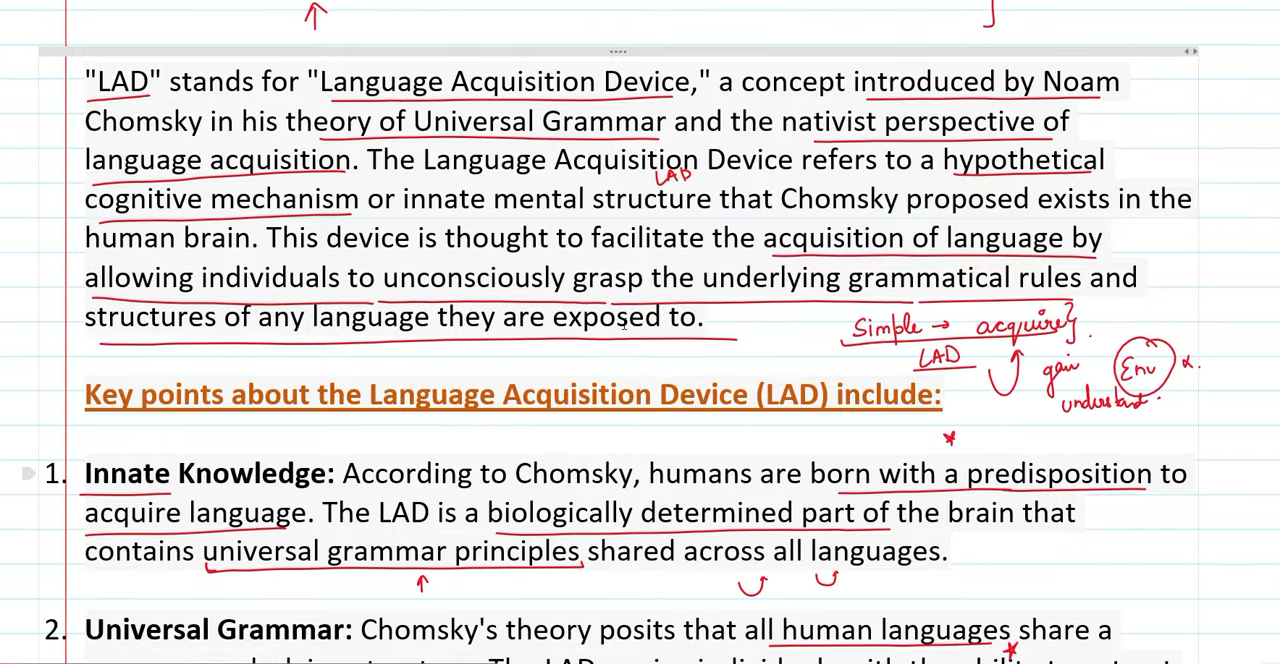 "LAD" stands for "Language Acquisition Device," a concept introduced by Noam
Chomsky in his theory of Universal Grammar and the nativist perspective of
language acquisition. The Language Acquisition Device refers to a hypothetical
LAD
cognitive mechanism or innate mental structure that Chomsky proposed exists in the
human brain. This device is thought to facilitate the acquisition of language by
allowing individuals to unconsciously grasp the underlying grammatical rules and
structures of any language they are exposed to.
Simple → acquire
LAD
gain
Env
understand.
Key points about the Language Acquisition Device (LAD) include:
1. Innate Knowledge: According to Chomsky, humans are born with a predisposition to
acquire language. The LAD is a biologically determined part of the brain that
contains universal grammar principles shared across all languages.
2. Universal Grammar: Chomsky's theory posits that all human languages share a